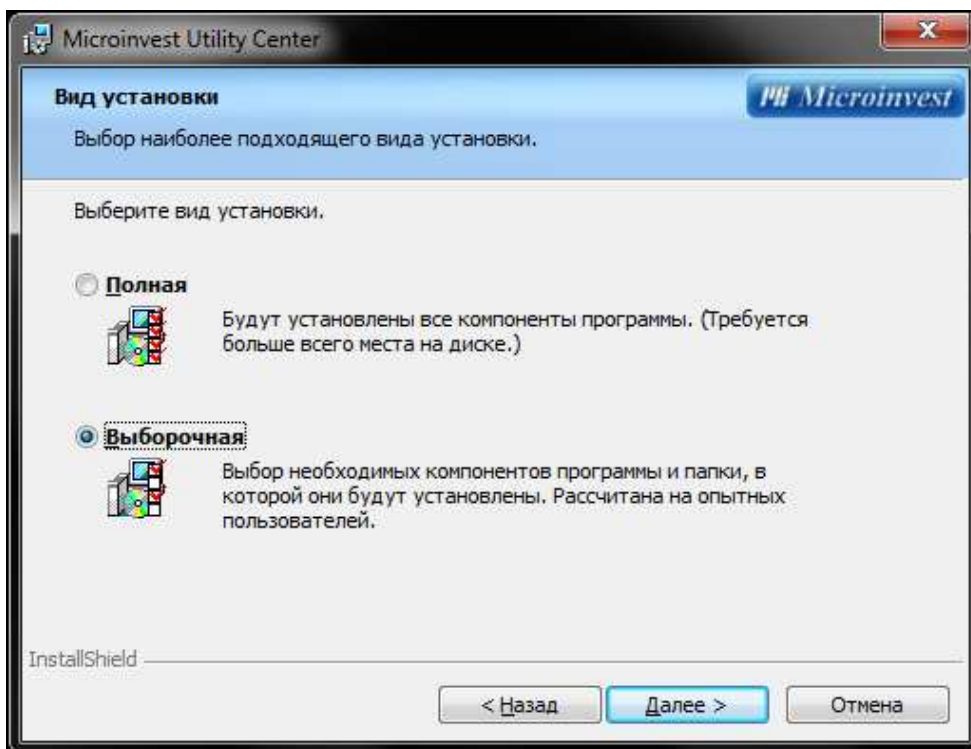 Microinvest Utility Center
Вид установки
Microinvest
Выбор наиболее подходящего вида установки.
Выберите вид установки.
Полная
Будут установлены все компоненты программы. (Требуется
больше всего места на диске.)
Выборочная
Выбор необходимых компонентов программы и папки, в
которой они будут установлены. Рассчитана на опытных
пользователей.
InstallShield
< Назад
Далее >
Отмена